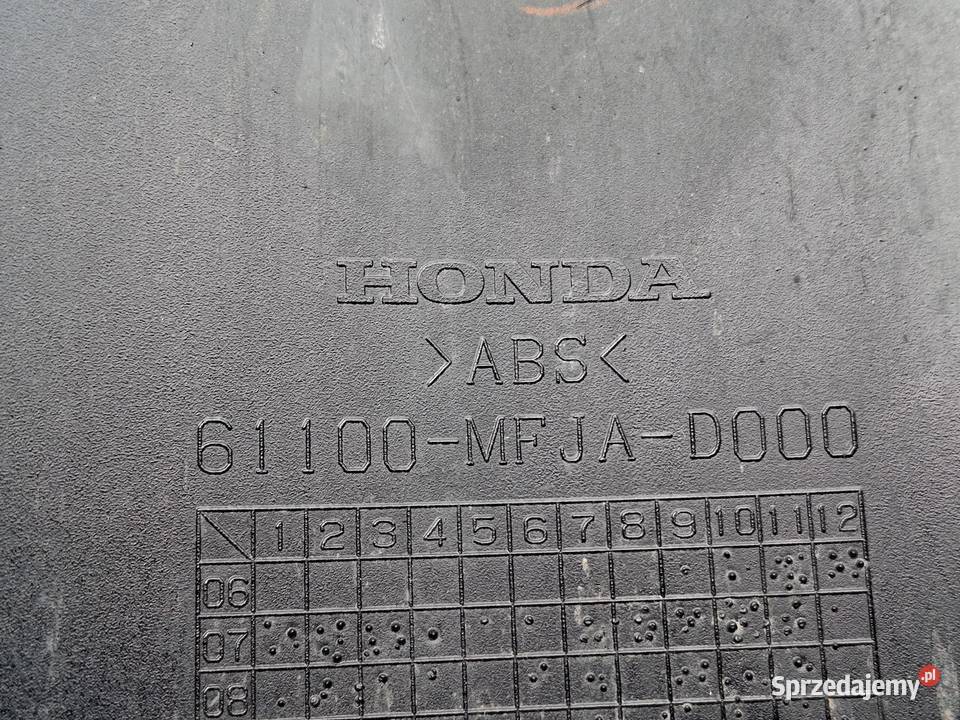 HONDA
>ABS<
61100-MFJA-D000
1 2 3 4 5 6 7 8 9 10 11 12
06
07
08
Sprzedajemy.pl